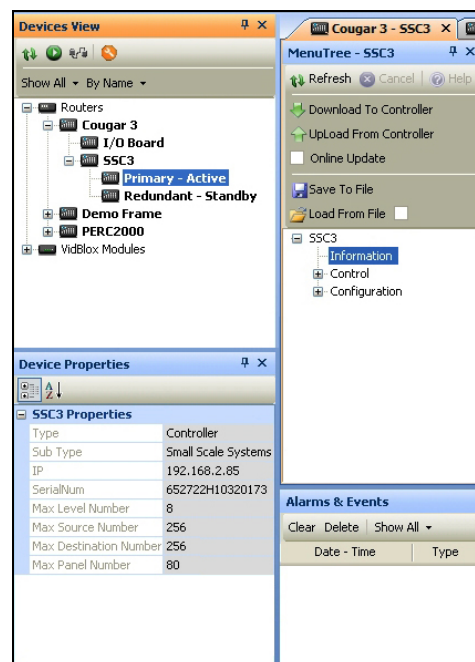 Devices View
Show All By Name
Routers
Cougar 3
I/O Board
SSC3
Primary - Active
Redundant - Standby
Demo Frame
PERC2000
VidBlox Modules
Device Properties
SSC3 Properties
Type Controller
Sub Type Small Scale Systems
IP 192.168.2.85
SerialNum 652722H10320173
Max Level Number 8
Max Source Number 256
Max Destination Number 256
Max Panel Number 80
Cougar 3 - SSC3
MenuTree - SSC3
Refresh Cancel Help
Download To Controller
UpLoad From Controller
Online Update
Save To File
Load From File
SSC3
Information
Control
Configuration
Alarms & Events
Clear Delete Show All
Date - Time Type